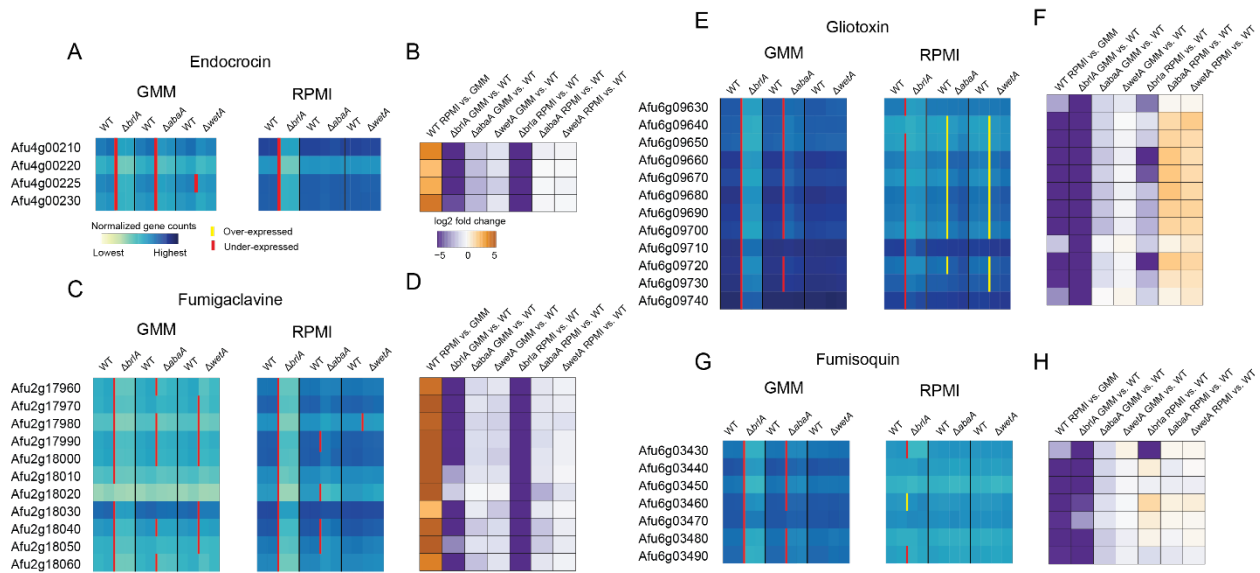 A
Endocrocin
GMM
RPMI
WT
ΔbrlA
WT
ΔabaA
WT
ΔwetA
WT
ΔbrlA
WT
ΔabaA
WT
ΔwetA
Afu4g00210
Afu4g00220
Afu4g00225
Afu4g00230
Normalized gene counts
Lowest Highest
Over-expressed
Under-expressed
B
WT RPMI vs. GMM
ΔbrlA GMM vs. WT
ΔabaA GMM vs. WT
ΔwetA GMM vs. WT
Δbrla RPMI vs. WT
ΔabaA RPMI vs. WT
ΔwetA RPMI vs. WT
log2 fold change
−5 0 5
C
Fumigaclavine
GMM
RPMI
WT
ΔbrlA
WT
ΔabaA
WT
ΔwetA
WT
ΔbrlA
WT
ΔabaA
WT
ΔwetA
Afu2g17960
Afu2g17970
Afu2g17980
Afu2g17990
Afu2g18000
Afu2g18010
Afu2g18020
Afu2g18030
Afu2g18040
Afu2g18050
Afu2g18060
D
WT RPMI vs. GMM
ΔbrlA GMM vs. WT
ΔabaA GMM vs. WT
ΔwetA GMM vs. WT
Δbrla RPMI vs. WT
ΔabaA RPMI vs. WT
ΔwetA RPMI vs. WT
E
Gliotoxin
GMM
RPMI
WT
ΔbrlA
WT
ΔabaA
WT
ΔwetA
WT
ΔbrlA
WT
ΔabaA
WT
ΔwetA
Afu6g09630
Afu6g09640
Afu6g09650
Afu6g09660
Afu6g09670
Afu6g09680
Afu6g09690
Afu6g09700
Afu6g09710
Afu6g09720
Afu6g09730
Afu6g09740
F
WT RPMI vs. GMM
ΔbrlA GMM vs. WT
ΔabaA GMM vs. WT
ΔwetA GMM vs. WT
Δbrla RPMI vs. WT
ΔabaA RPMI vs. WT
ΔwetA RPMI vs. WT
G
Fumisoquin
GMM
RPMI
WT
ΔbrlA
WT
ΔabaA
WT
ΔwetA
WT
ΔbrlA
WT
ΔabaA
WT
ΔwetA
Afu6g03430
Afu6g03440
Afu6g03450
Afu6g03460
Afu6g03470
Afu6g03480
Afu6g03490
H
WT RPMI vs. GMM
ΔbrlA GMM vs. WT
ΔabaA GMM vs. WT
ΔwetA GMM vs. WT
Δbrla RPMI vs. WT
ΔabaA RPMI vs. WT
ΔwetA RPMI vs. WT